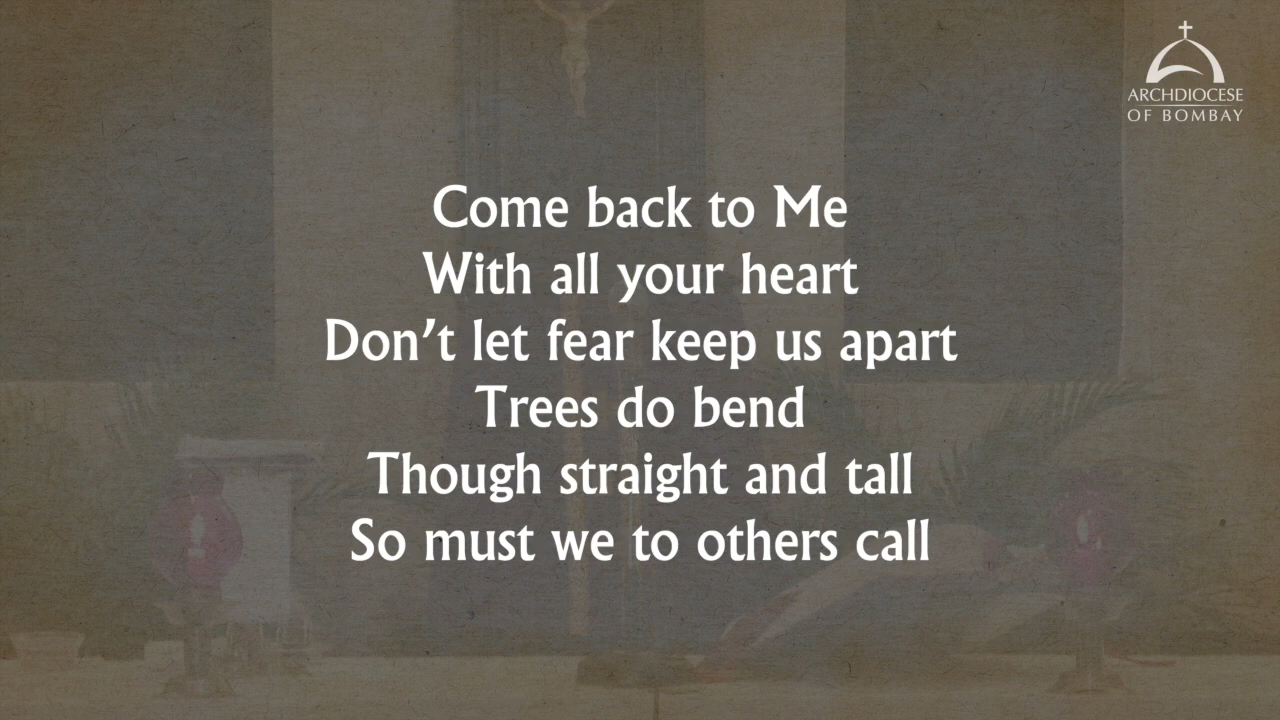 ARCHDIOCESE
OF BOMBAY
Come back to Me
With all your heart
Don’t let fear keep us apart
Trees do bend
Though straight and tall
So must we to others call